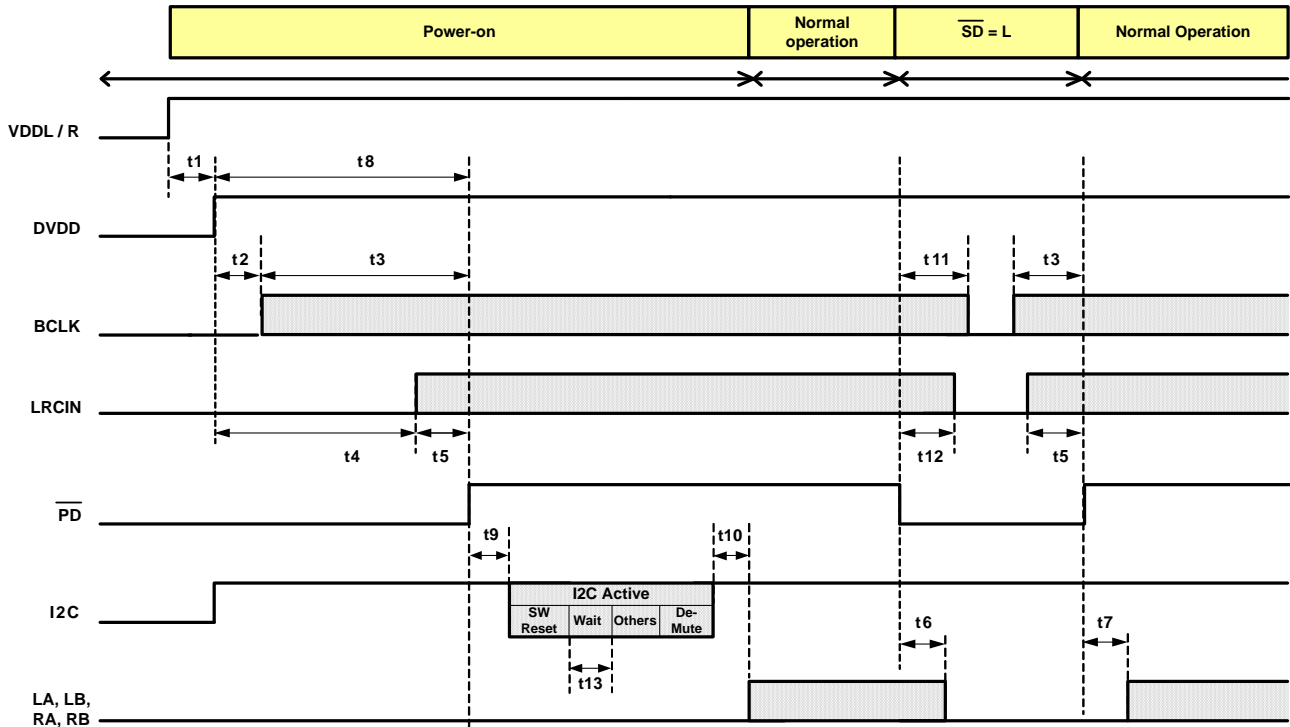 Power-on
Normal
operation
SD = L
Normal Operation
VDDL / R
t1
t8
DVDD
t2
t3
t11
t3
BCLK
LRCIN
t4
t5
t12
t5
PD
t9
t10
I2C Active
I2C
SW
Reset
Wait
Others
De-
Mute
t6
t7
t13
LA, LB,
RA, RB